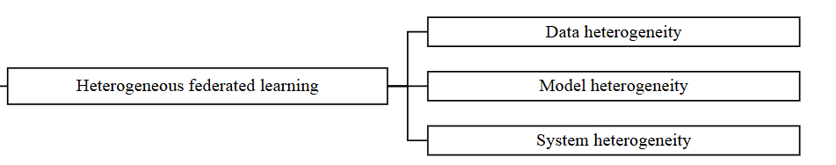 Data heterogeneity
Heterogeneous federated learning
Model heterogeneity
System heterogeneity